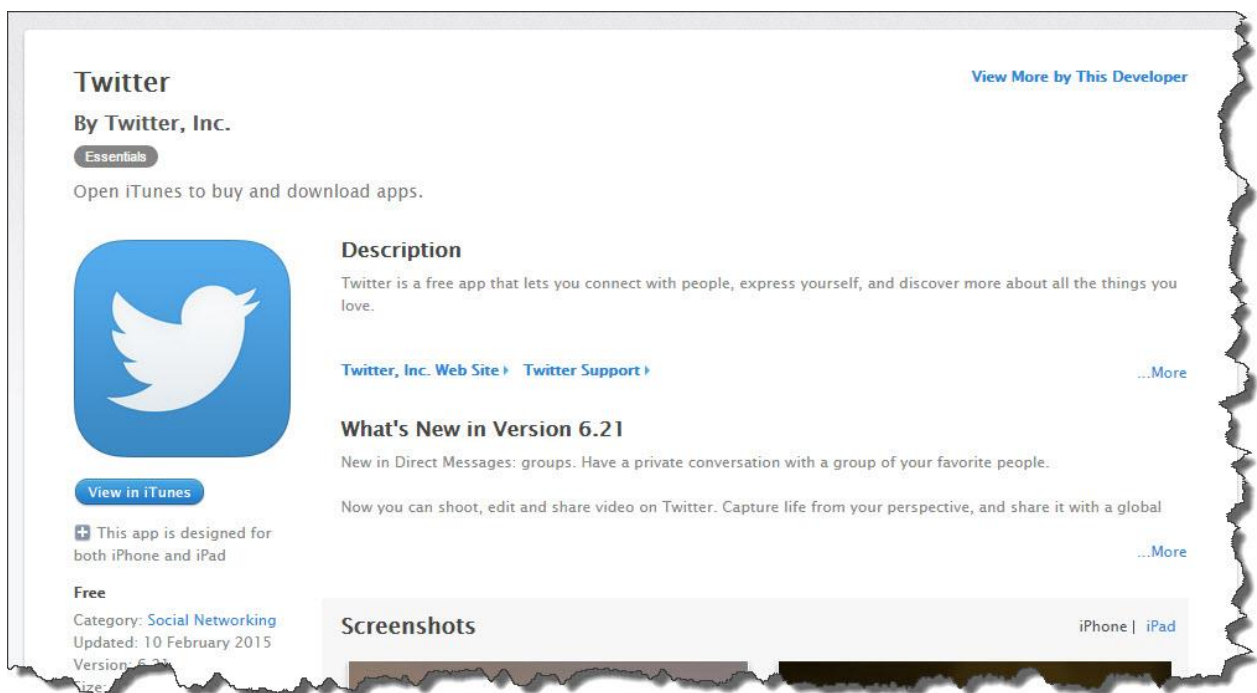 Twitter
View More by This Developer
By Twitter, Inc.
Essentials
Open iTunes to buy and download apps.
Description
Twitter is a free app that lets you connect with people, express yourself, and discover more about all the things you
love.
Twitter, Inc. Web Site
Twitter Support
...More
What's New in Version 6.21
New in Direct Messages: groups. Have a private conversation with a group of your favorite people.
Now you can shoot, edit and share video on Twitter. Capture life from your perspective, and share it with a global
...More
View in iTunes
This app is designed for
both iPhone and iPad
Free
Category: Social Networking
Updated: 10 February 2015
Version: 6.21
Size:
Screenshots
iPhone | iPad